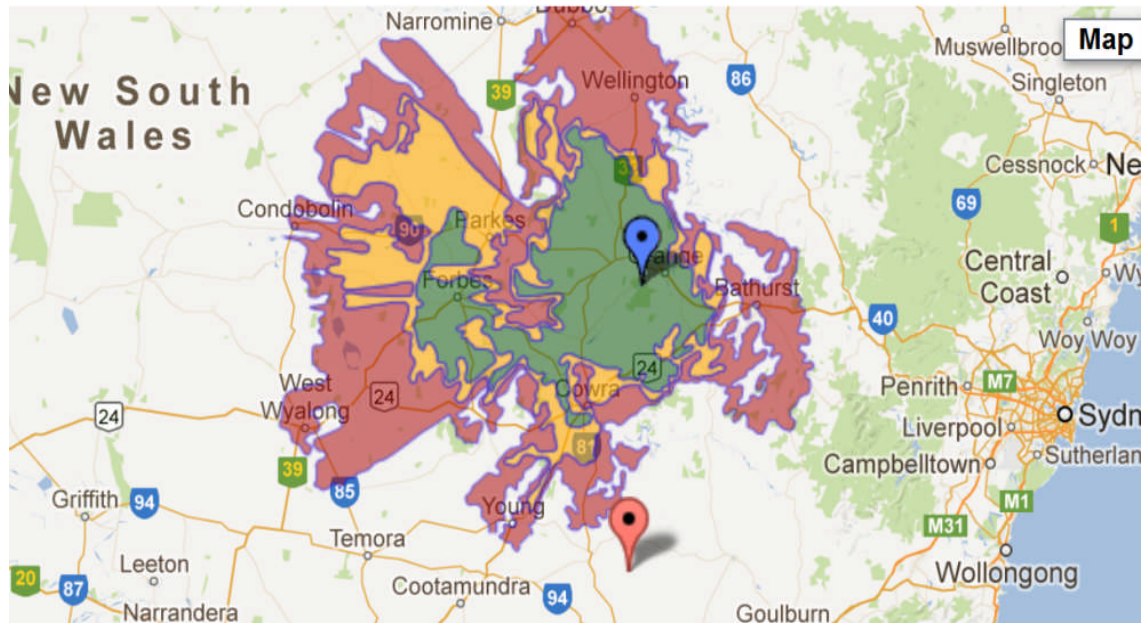 Narromine
Dubbo
Muswellbroo
Map
New South
Wales
39
Wellington
86
Singleton
Cessnock
Ne
69
1
Condobolin
90
Parkes
Orange
Central
Coast
Wy
Forbes
Bathurst
40
Woy Woy
24
24
Cowra
Penrith
M7
West
Wyalong
24
Liverpool
Sydn
81
Campbelltown
Sutherlan
39
85
M1
Griffith
94
Young
M31
Temora
Leeton
Wollongong
20
87
Cootamundra
94
Narrandera
Goulburn